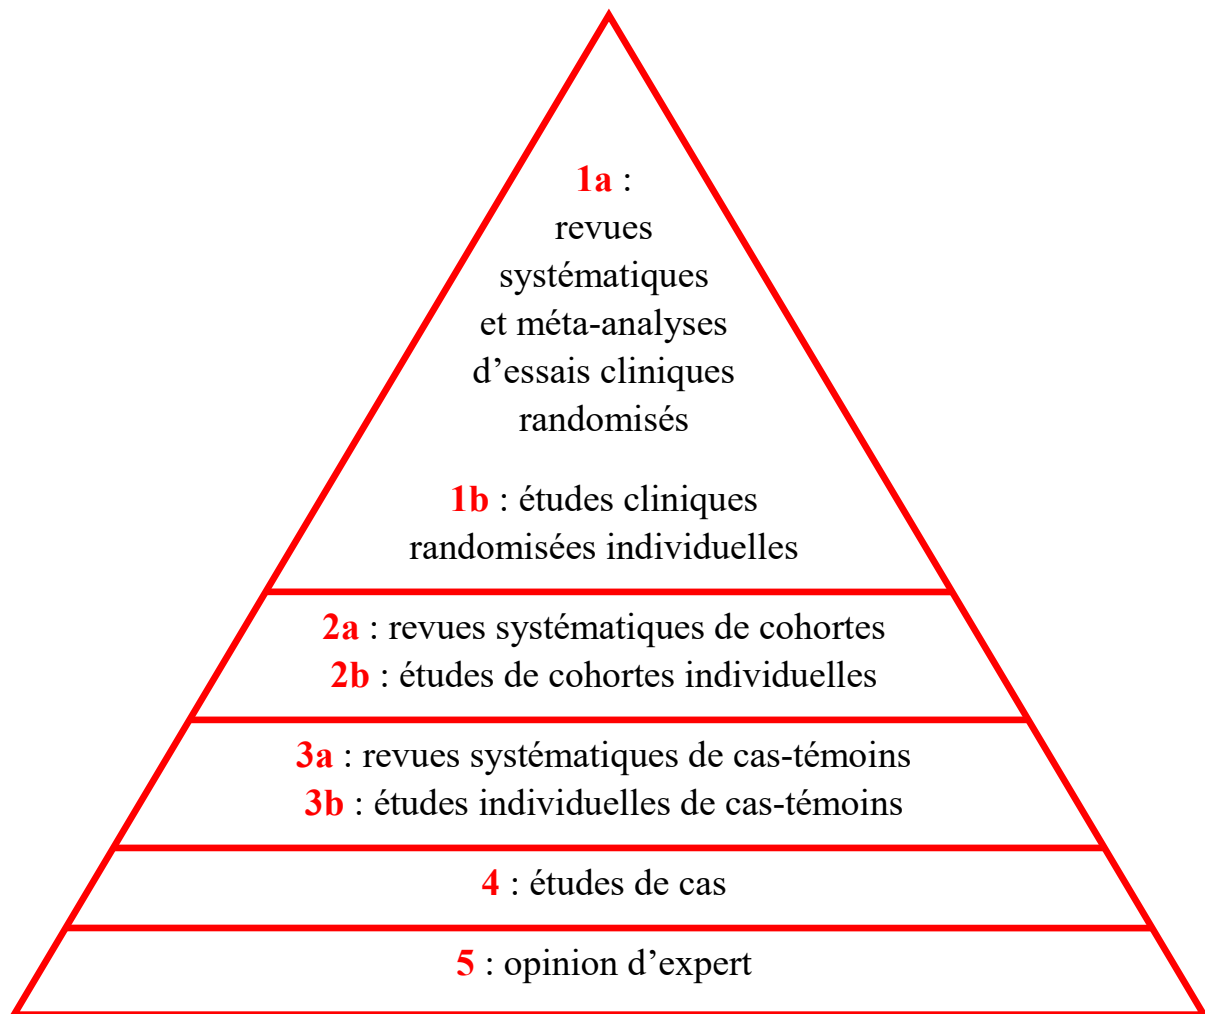 1a :
revues
systématiques
et méta-analyses
d’essais cliniques
randomisés
1b : études cliniques
randomisées individuelles
2a : revues systématiques de cohortes
2b : études de cohortes individuelles
3a : revues systématiques de cas-témoins
3b : études individuelles de cas-témoins
4 : études de cas
5 : opinion d’expert